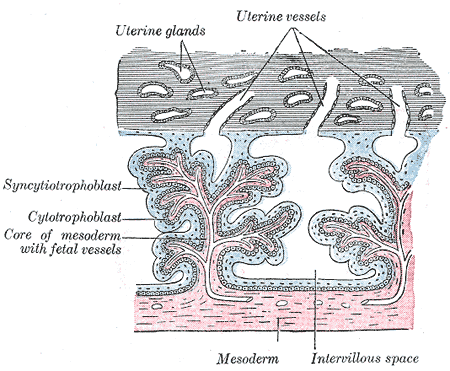 Uterine vessels
Uterine glands
Syncytiotrophoblast
Cytotrophoblast
Core of mesoderm
with fetal vessels
Mesoderm
Intervillous space